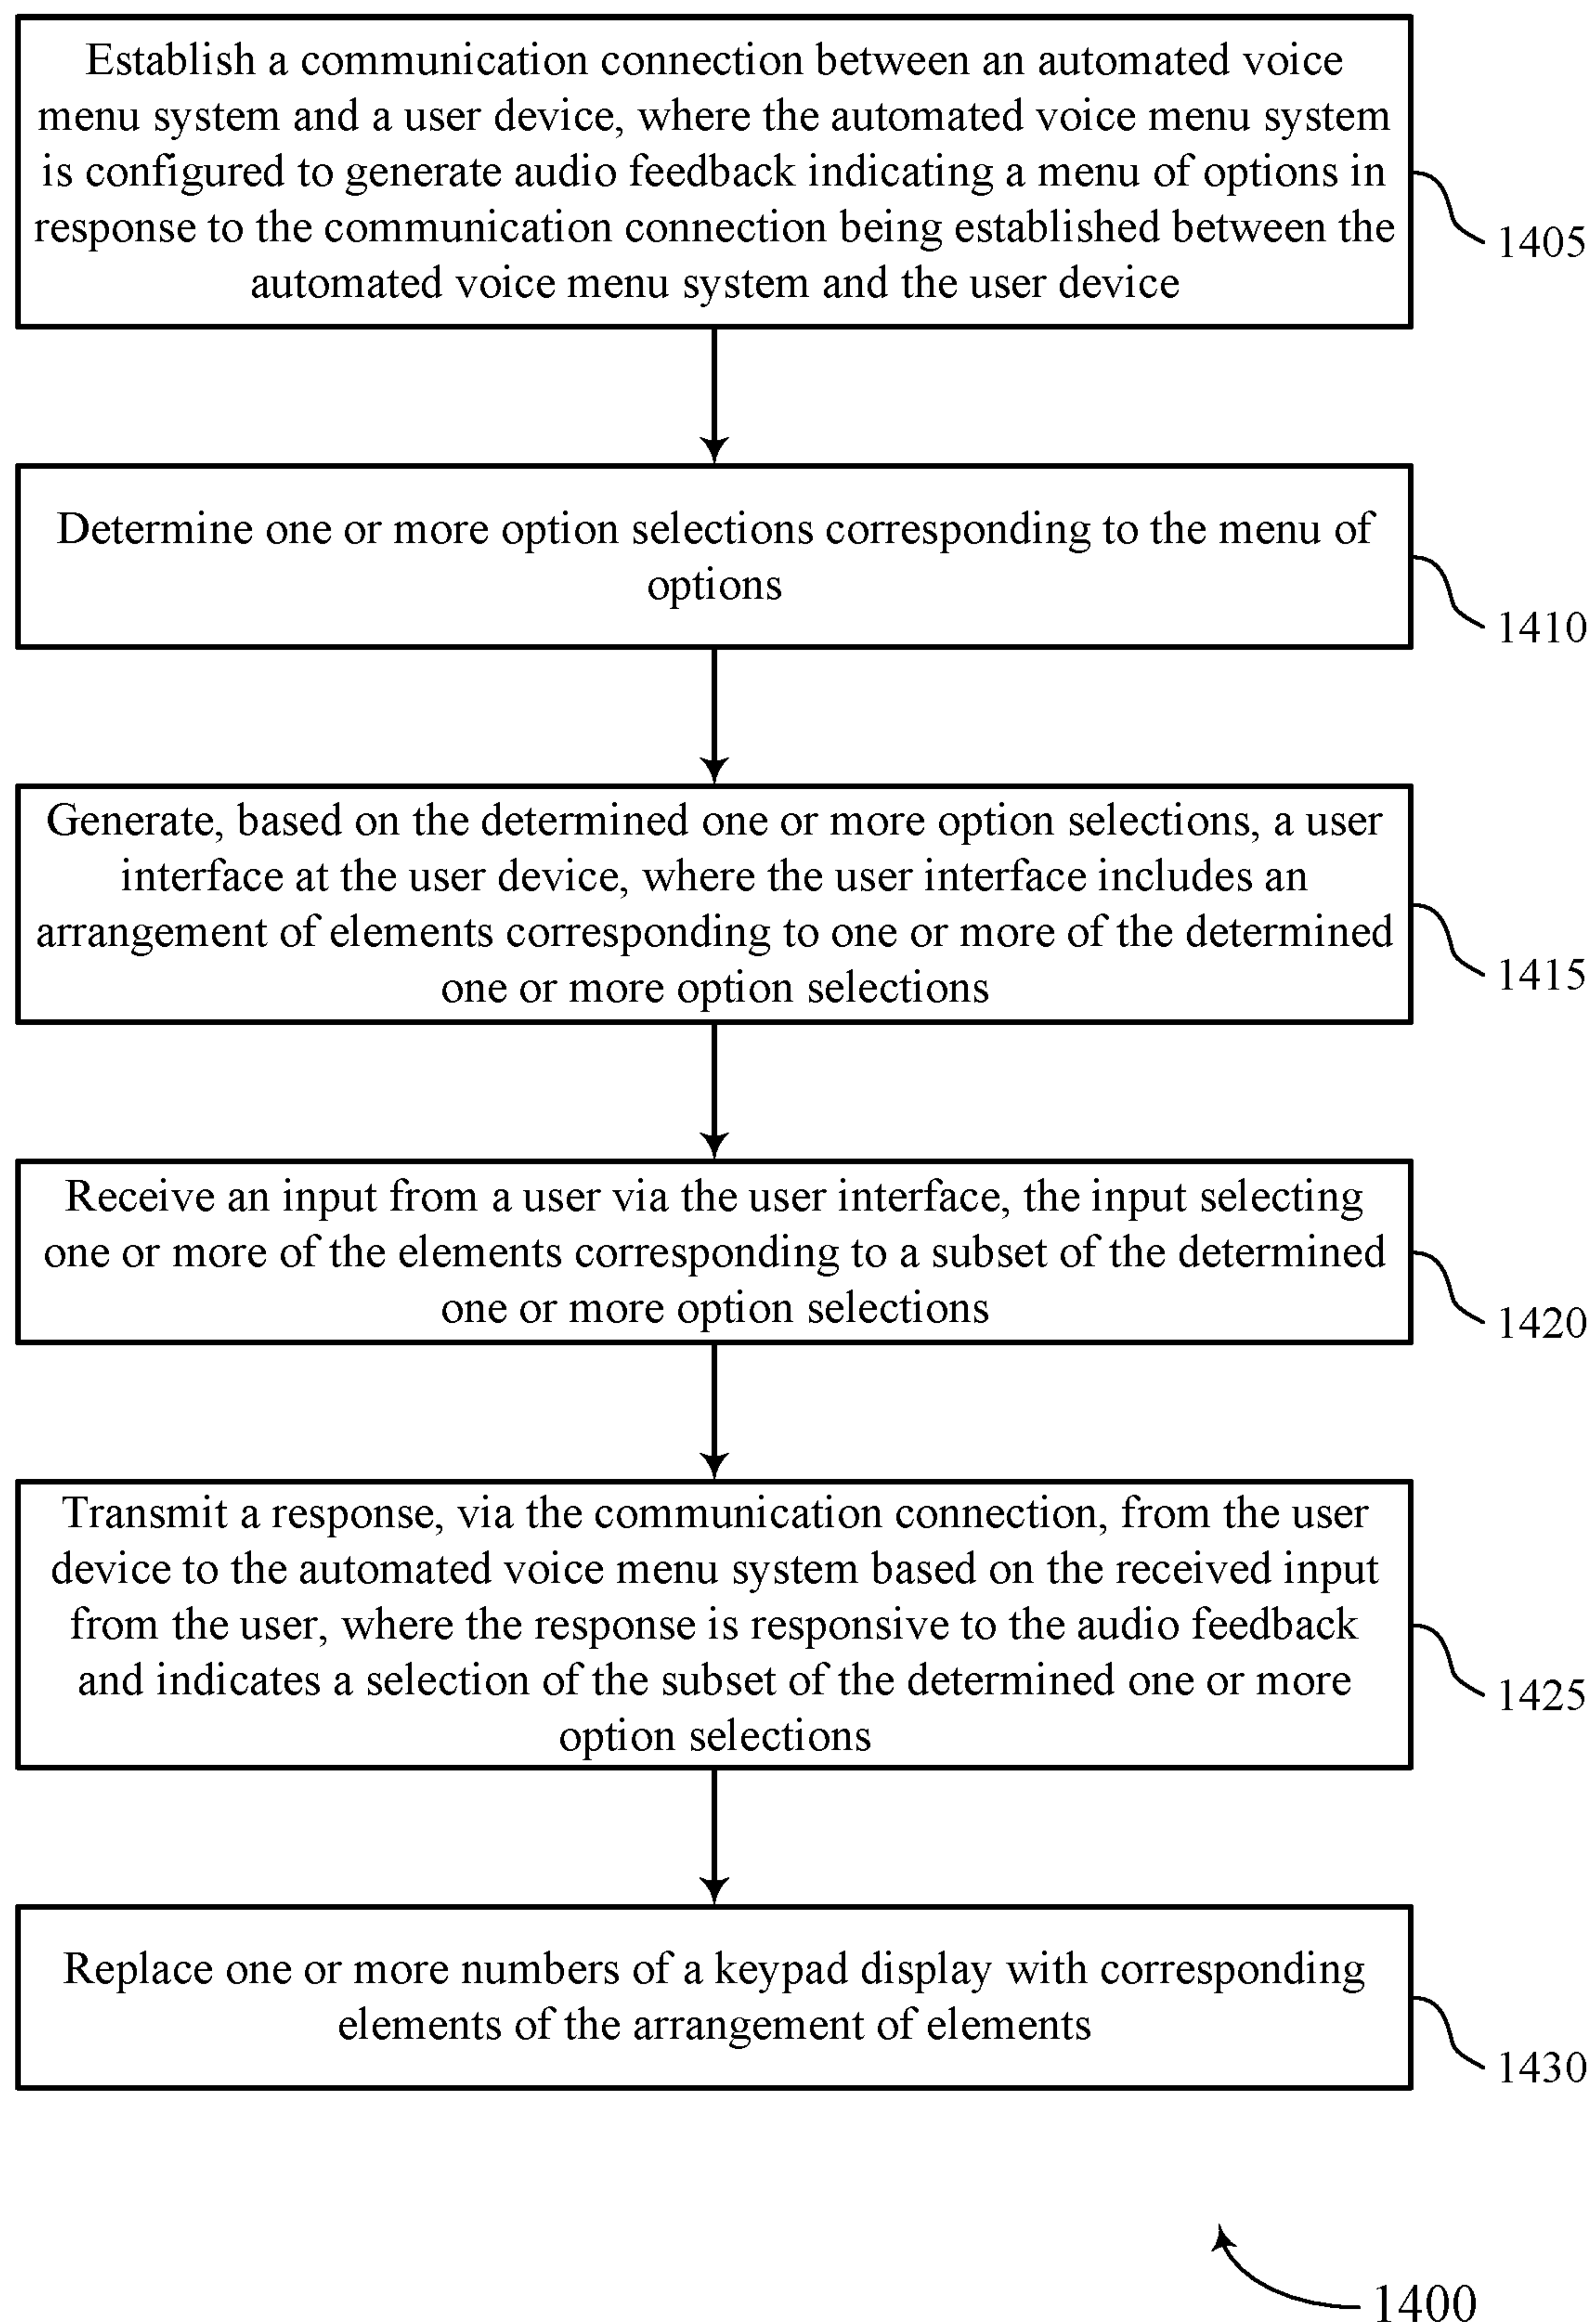 Establish a communication connection between an automated voice
menu system and a user device, where the automated voice menu system
is configured to generate audio feedback indicating a menu of options in
response to the communication connection being established between the
automated voice menu system and the user device
1405
Determine one or more option selections corresponding to the menu of
options
1410
Generate, based on the determined one or more option selections, a user
interface at the user device, where the user interface includes an
arrangement of elements corresponding to one or more of the determined
one or more option selections
1415
Receive an input from a user via the user interface, the input selecting
one or more of the elements corresponding to a subset of the determined
one or more option selections
1420
Transmit a response, via the communication connection, from the user
device to the automated voice menu system based on the received input
from the user, where the response is responsive to the audio feedback
and indicates a selection of the subset of the determined one or more
option selections
1425
Replace one or more numbers of a keypad display with corresponding
elements of the arrangement of elements
1430
1400